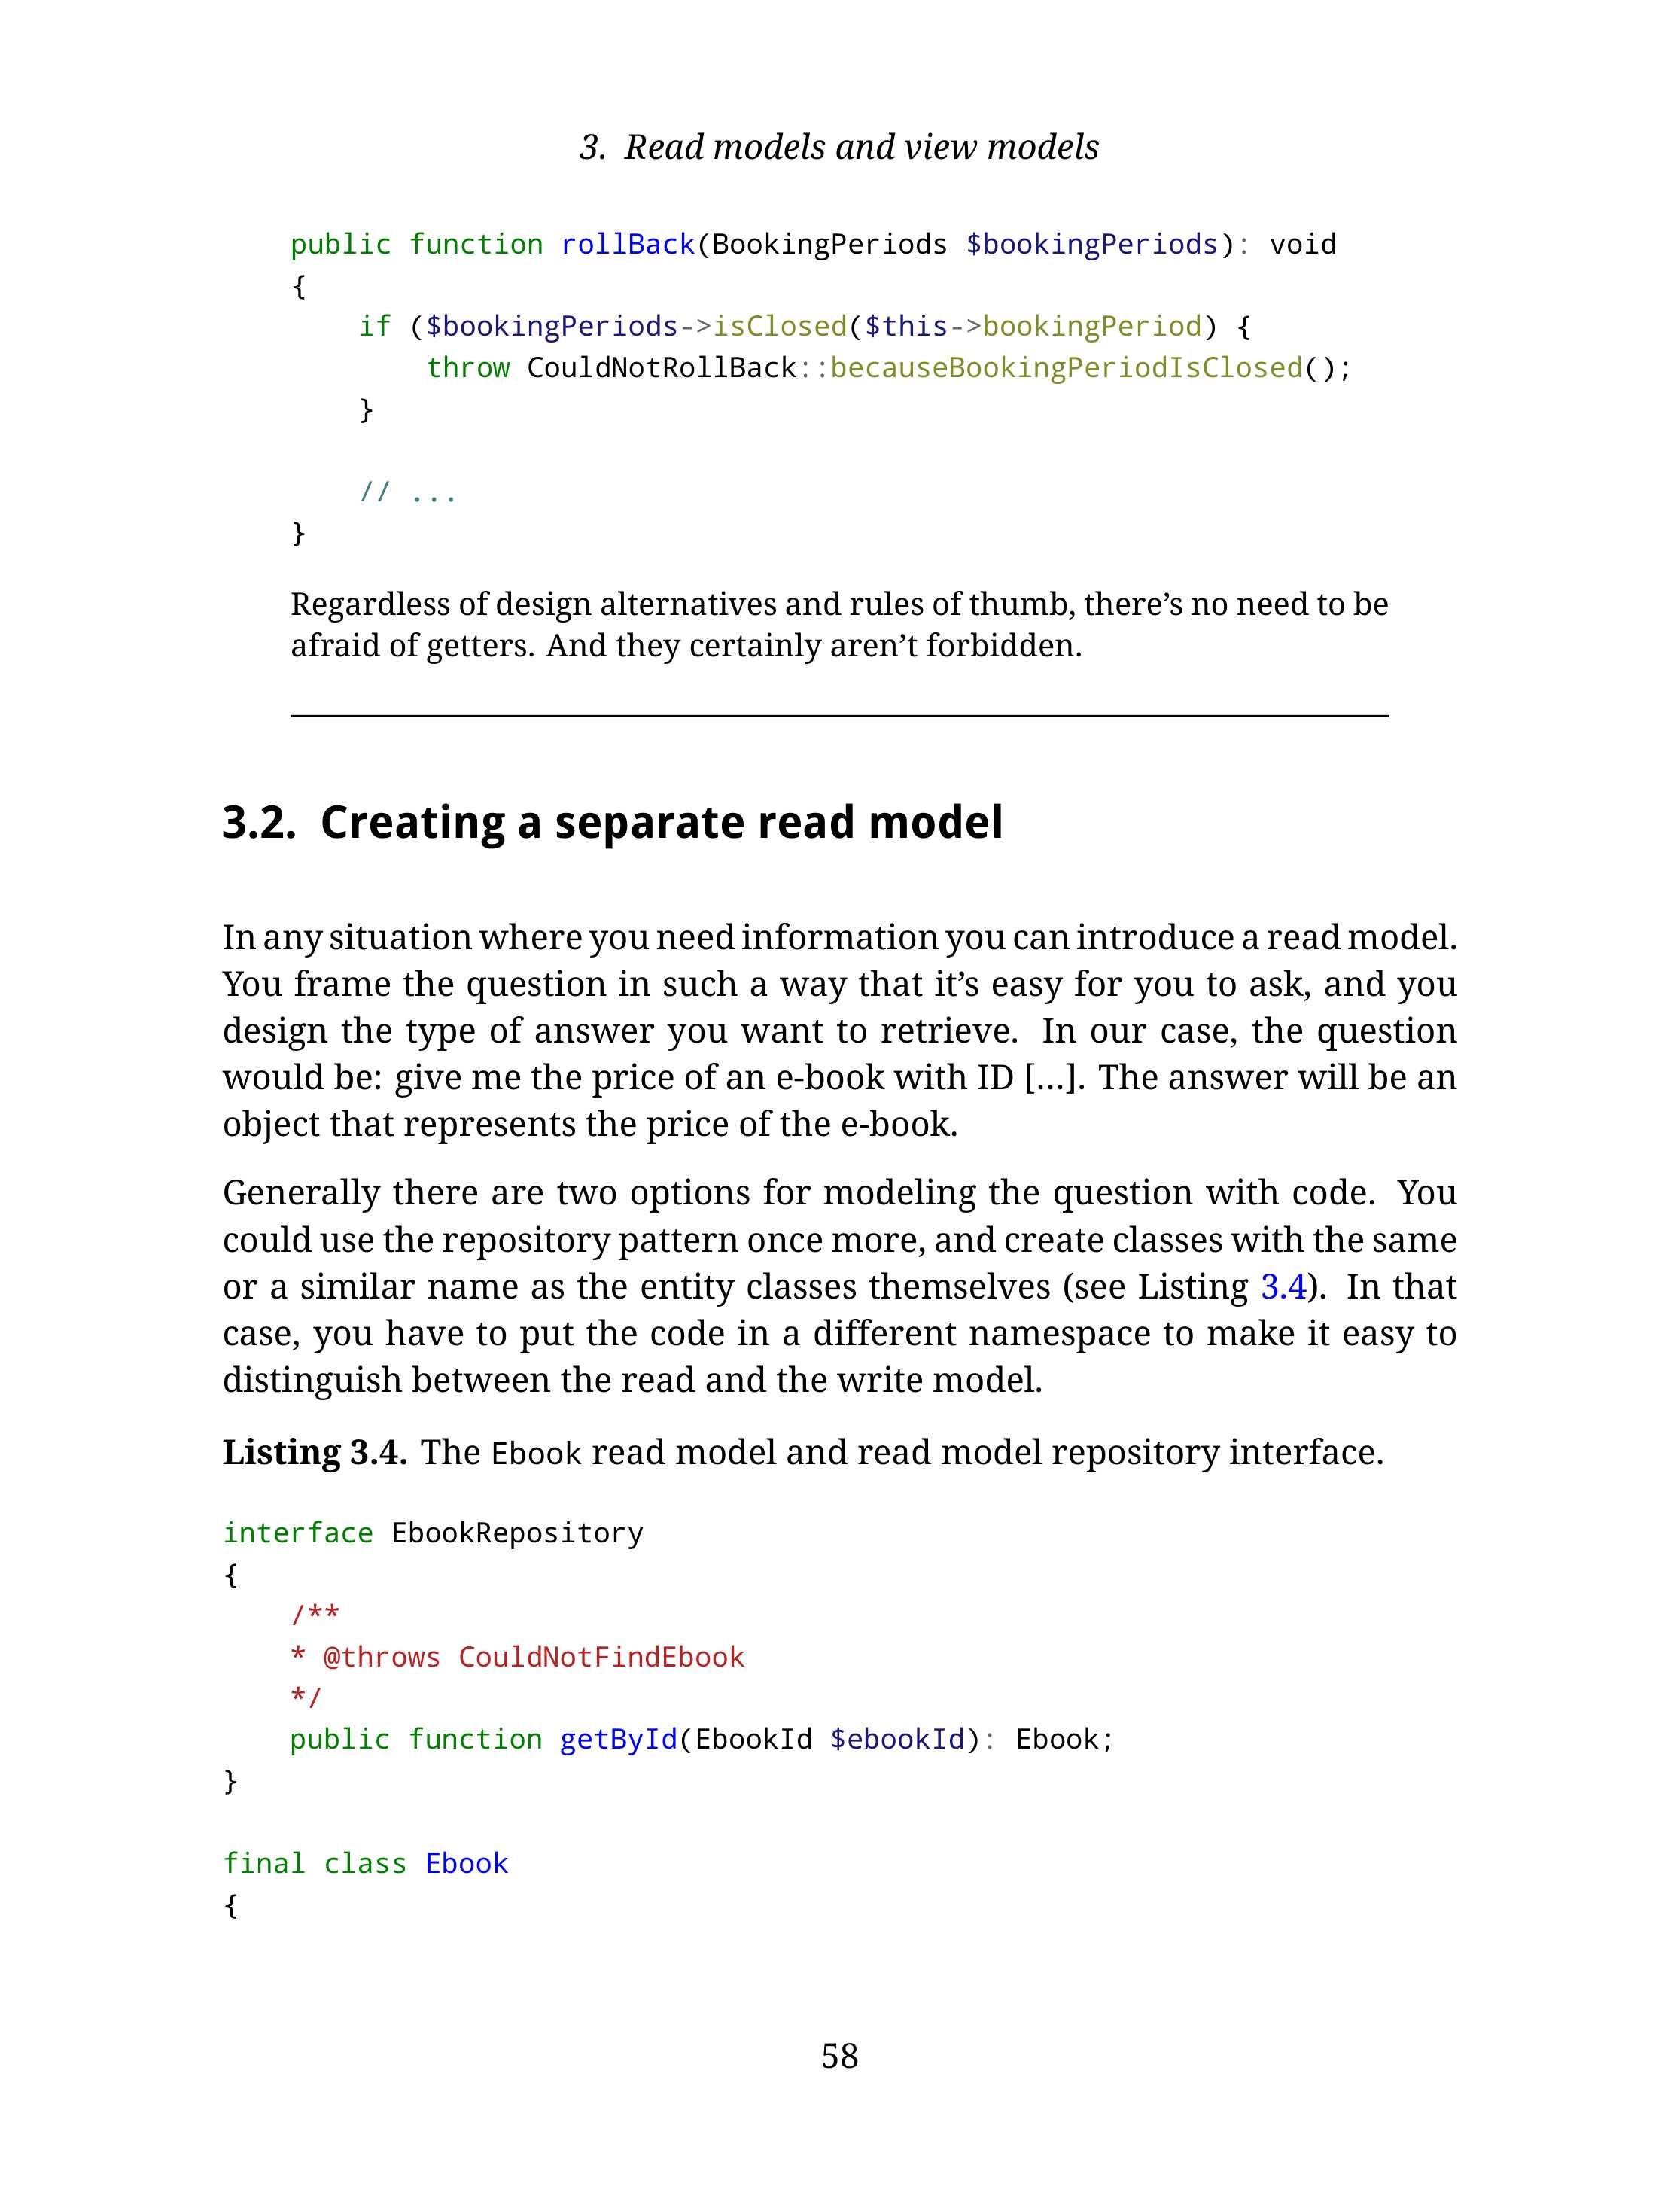 3. Read models and view models
public function rollBack(BookingPeriods $bookingPeriods): void
{
    if ($bookingPeriods->isClosed($this->bookingPeriod) {
        throw CouldNotRollBack::becauseBookingPeriodIsClosed();
    }

    // ...
}
Regardless of design alternatives and rules of thumb, there’s no need to be
afraid of getters. And they certainly aren’t forbidden.
3.2. Creating a separate read model
In any situation where you need information you can introduce a read model.
You frame the question in such a way that it’s easy for you to ask, and you
design the type of answer you want to retrieve. In our case, the question
would be: give me the price of an e-book with ID […]. The answer will be an
object that represents the price of the e-book.
Generally there are two options for modeling the question with code. You
could use the repository pattern once more, and create classes with the same
or a similar name as the entity classes themselves (see Listing 3.4). In that
case, you have to put the code in a different namespace to make it easy to
distinguish between the read and the write model.
Listing 3.4. The Ebook read model and read model repository interface.
interface EbookRepository
{
    /**
    * @throws CouldNotFindEbook
    */
    public function getById(EbookId $ebookId): Ebook;
}

final class Ebook
{
58